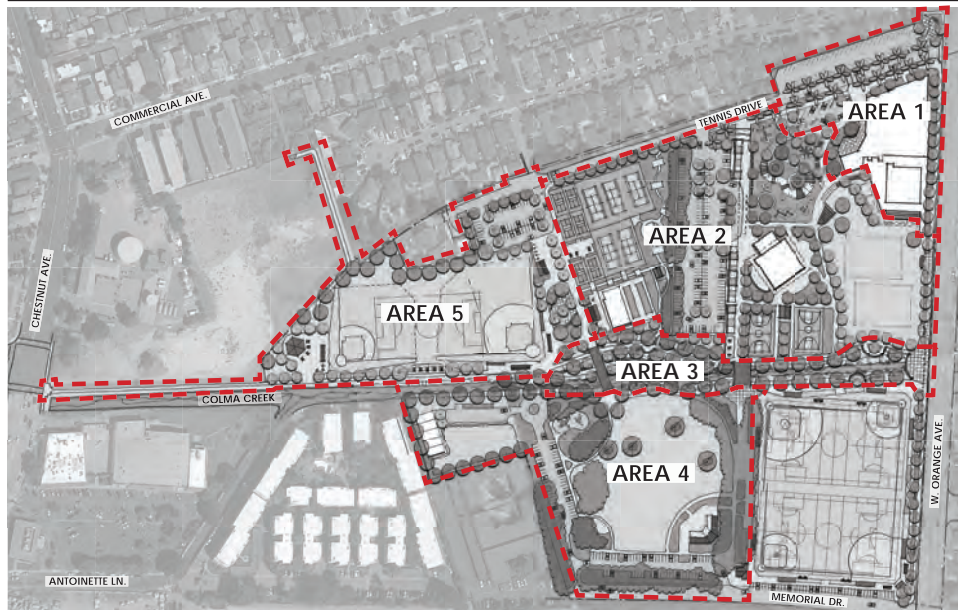 COMMERCIAL AVE.
TENNIS DRIVE
AREA 1
AREA 2
CHESTNUT AVE.
AREA 5
AREA 3
COLMA CREEK
W. ORANGE AVE.
AREA 4
ANTOINETTE LN.
MEMORIAL DR.